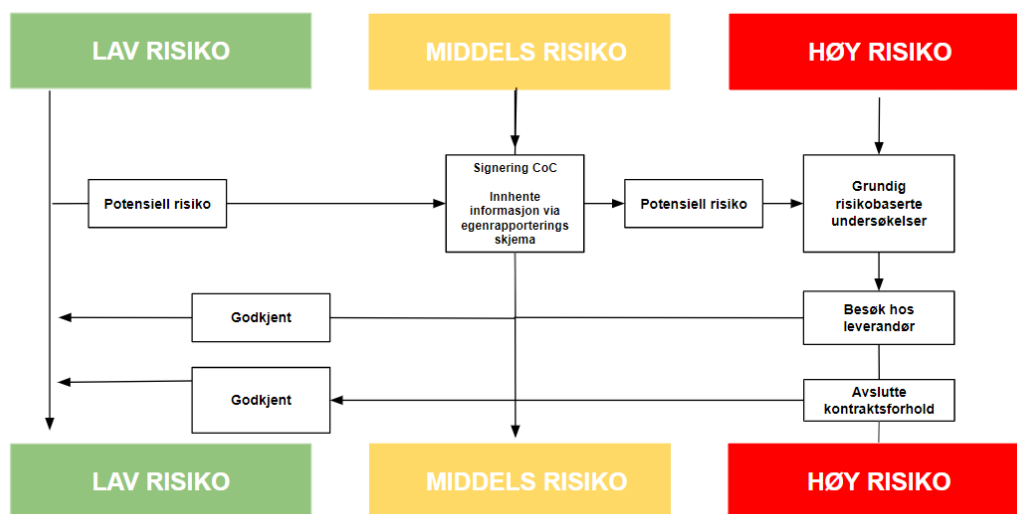 LAV RISIKO
MIDDELS RISIKO
HØY RISIKO
Potensiell risiko
Signering CoC
Innhente
informasjon via
egenrapporterings
skjema
Potensiell risiko
Grundig
risikobaserte
undersøkelser
Godkjent
Besøk hos
leverandør
Godkjent
Avslutte
kontraktsforhold
LAV RISIKO
MIDDELS RISIKO
HØY RISIKO